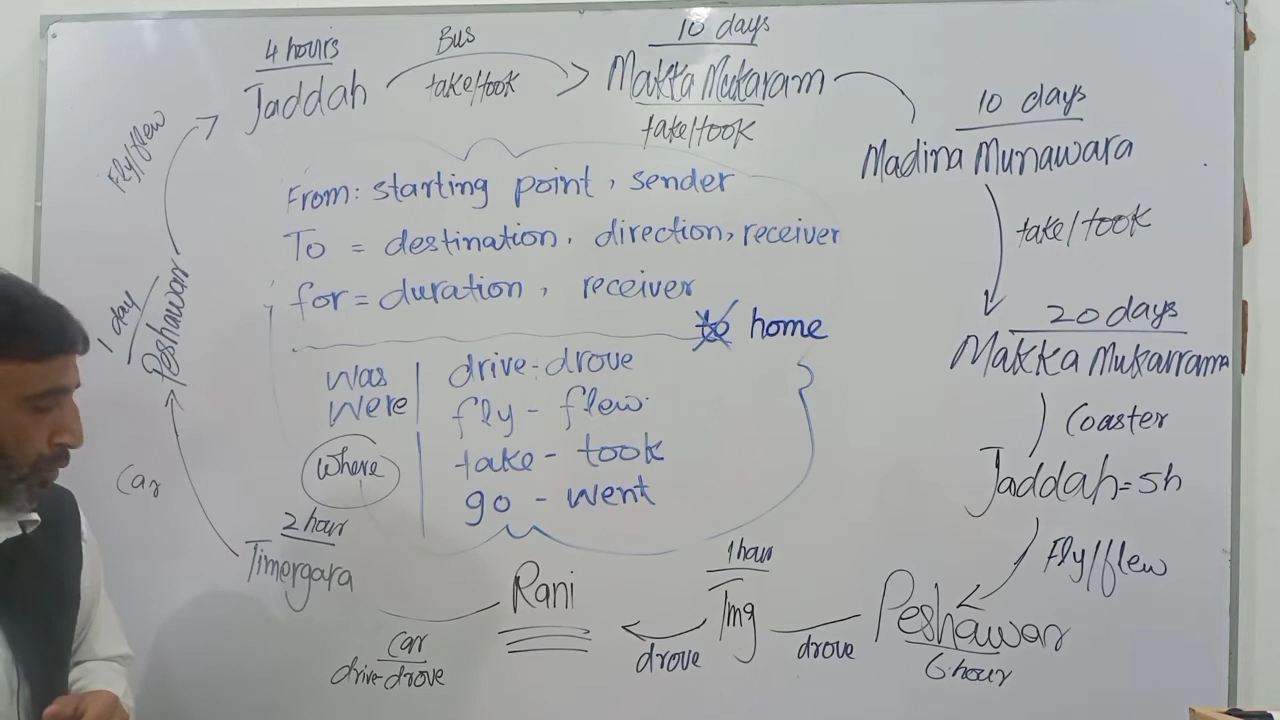 4 hours
Jaddah
Bus
take/took
10 days
Makka Mukaram
take/took
10 days
Madina Munawara
take/took
20 days
Makka Mukarrama
Coaster
Jaddah=5h
Fly/flew
Peshawar
6 hour
drove
1 hour
Tmg
drove
Rani
car
drive-drove
2 hour
Timergara
Car
1 day
Peshawar
Fly/flew
From: starting point, sender
To = destination, direction, receiver
for = duration, receiver
to home
was
were
where
drive-drove
fly - flew
take - took
go - went